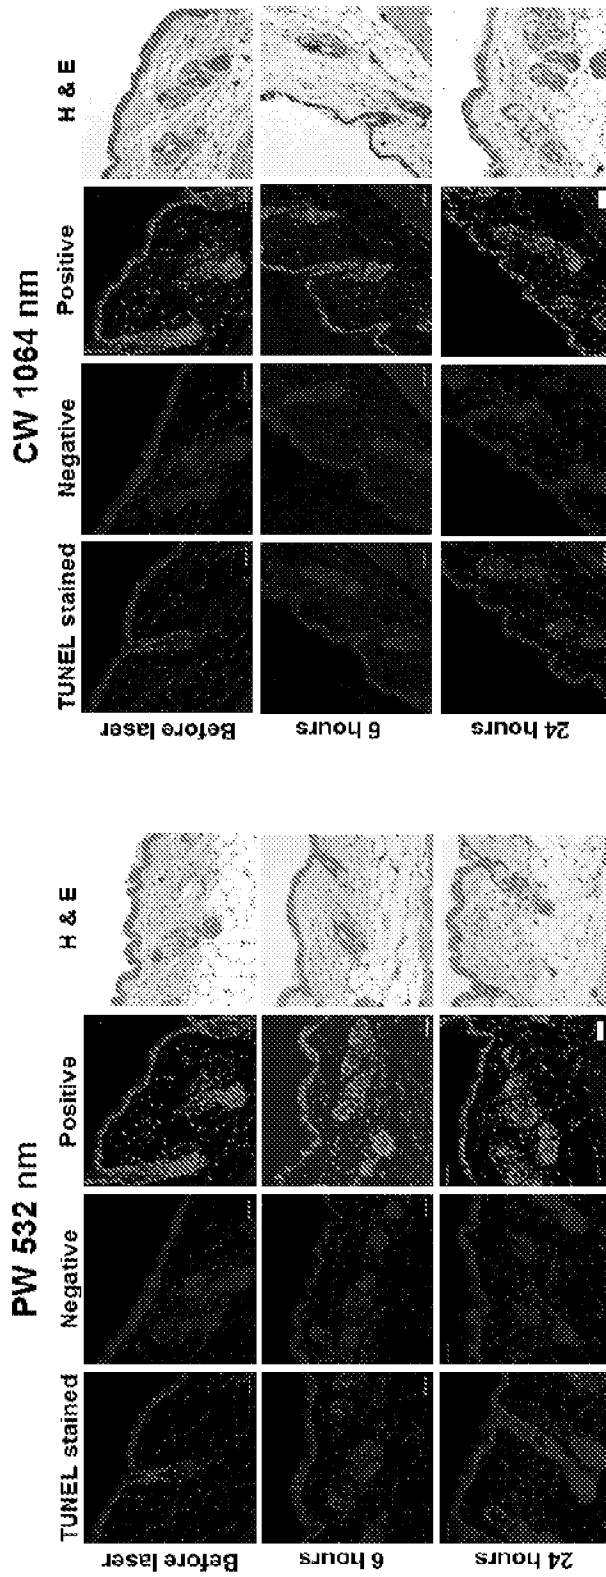 PW 532 nm
TUNEL stained Negative Positive H & E
Before laser
6 hours
24 hours
CW 1064 nm
TUNEL stained Negative Positive H & E
Before laser
6 hours
24 hours